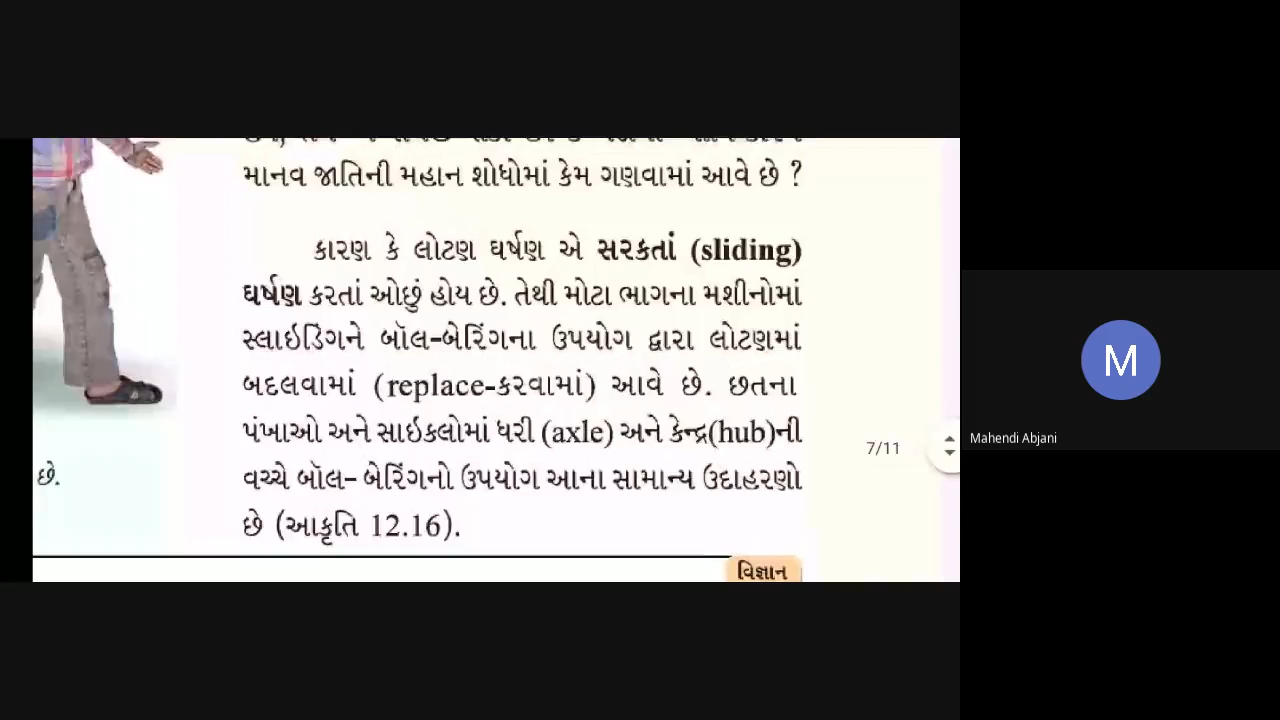 માનવ જાતિની મહાન શોધોમાં કેમ ગણવામાં આવે છે ?
કારણ કે લોટણ ઘર્ષણ એ સરકતાં (sliding)
ઘર્ષણ કરતાં ઓછું હોય છે. તેથી મોટા ભાગના મશીનોમાં
સ્લાઇડિંગને બૉલ-બેરિંગના ઉપયોગ દ્વારા લોટણમાં
બદલવામાં (replace-કરવામાં) આવે છે. છતના
પંખાઓ અને સાઇકલોમાં ધરી (axle) અને કેન્દ્ર(hub)ની
છે.
વચ્ચે બૉલ- બેરિંગનો ઉપયોગ આના સામાન્ય ઉદાહરણો
છે (આકૃતિ 12.16).
વિજ્ઞાન
7/11
M
Mahendi Abjani